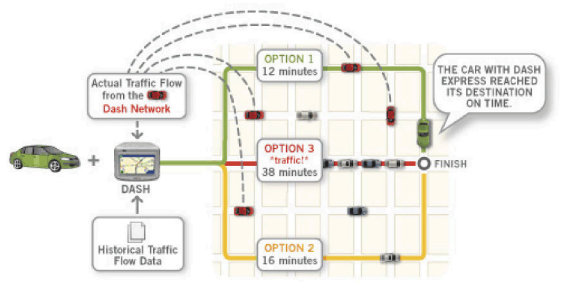 OPTION 1
12 minutes
THE CAR WITH DASH
EXPRESS REACHED
ITS DESTINATION
ON TIME.
Actual Traffic Flow
from the
Dash Network
OPTION 3
"traffic!"
38 minutes
FINISH
DASH
Historical Traffic
Flow Data
OPTION 2
16 minutes